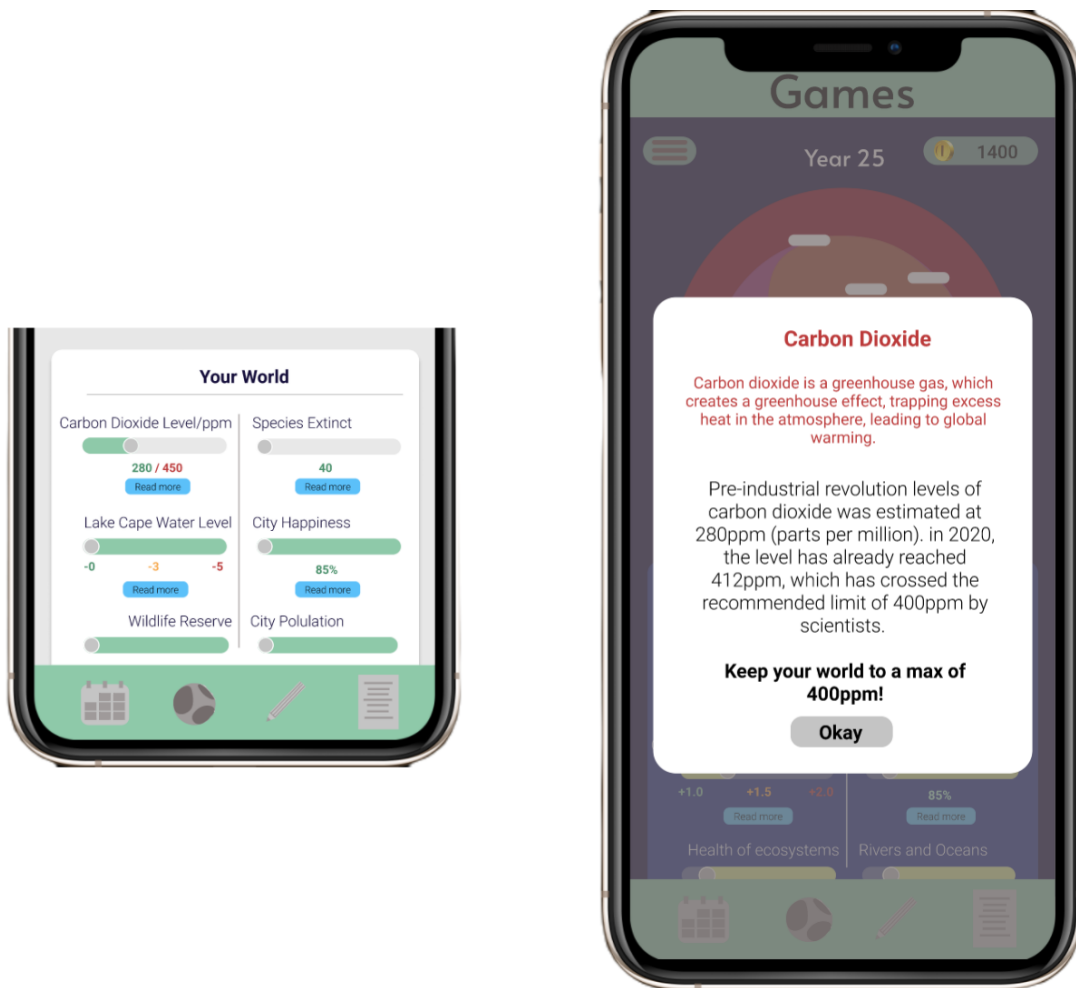 Your World
Carbon Dioxide Level/ppm
280 / 450
Read more
Species Extinct
40
Read more
Lake Cape Water Level
-0 -3 -5
Read more
City Happiness
85%
Read more
Wildlife Reserve
City Polulation
Games
Year 25
1400
Carbon Dioxide
Carbon dioxide is a greenhouse gas, which
creates a greenhouse effect, trapping excess
heat in the atmosphere, leading to global
warming.
Pre-industrial revolution levels of
carbon dioxide was estimated at
280ppm (parts per million). in 2020,
the level has already reached
412ppm, which has crossed the
recommended limit of 400ppm by
scientists.
Keep your world to a max of
400ppm!
Okay
+1.0 +1.5 +2.0
Read more
85%
Read more
Health of ecosystems
Rivers and Oceans